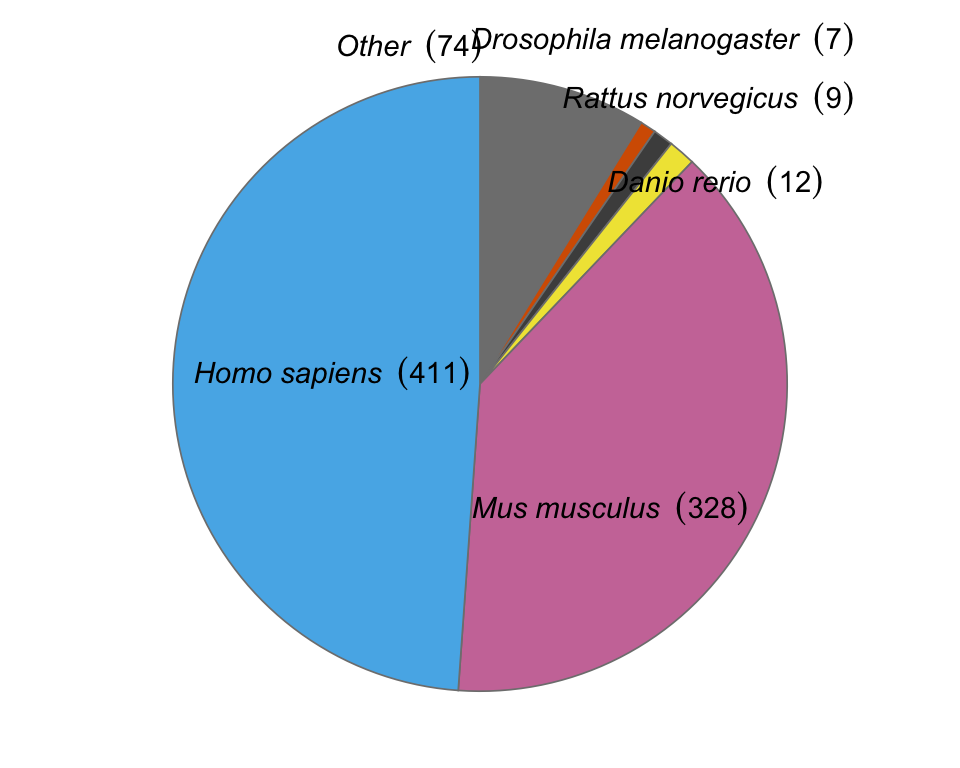 Other (74)
Drosophila melanogaster (7)
Rattus norvegicus (9)
Danio rerio (12)
Homo sapiens (411)
Mus musculus (328)